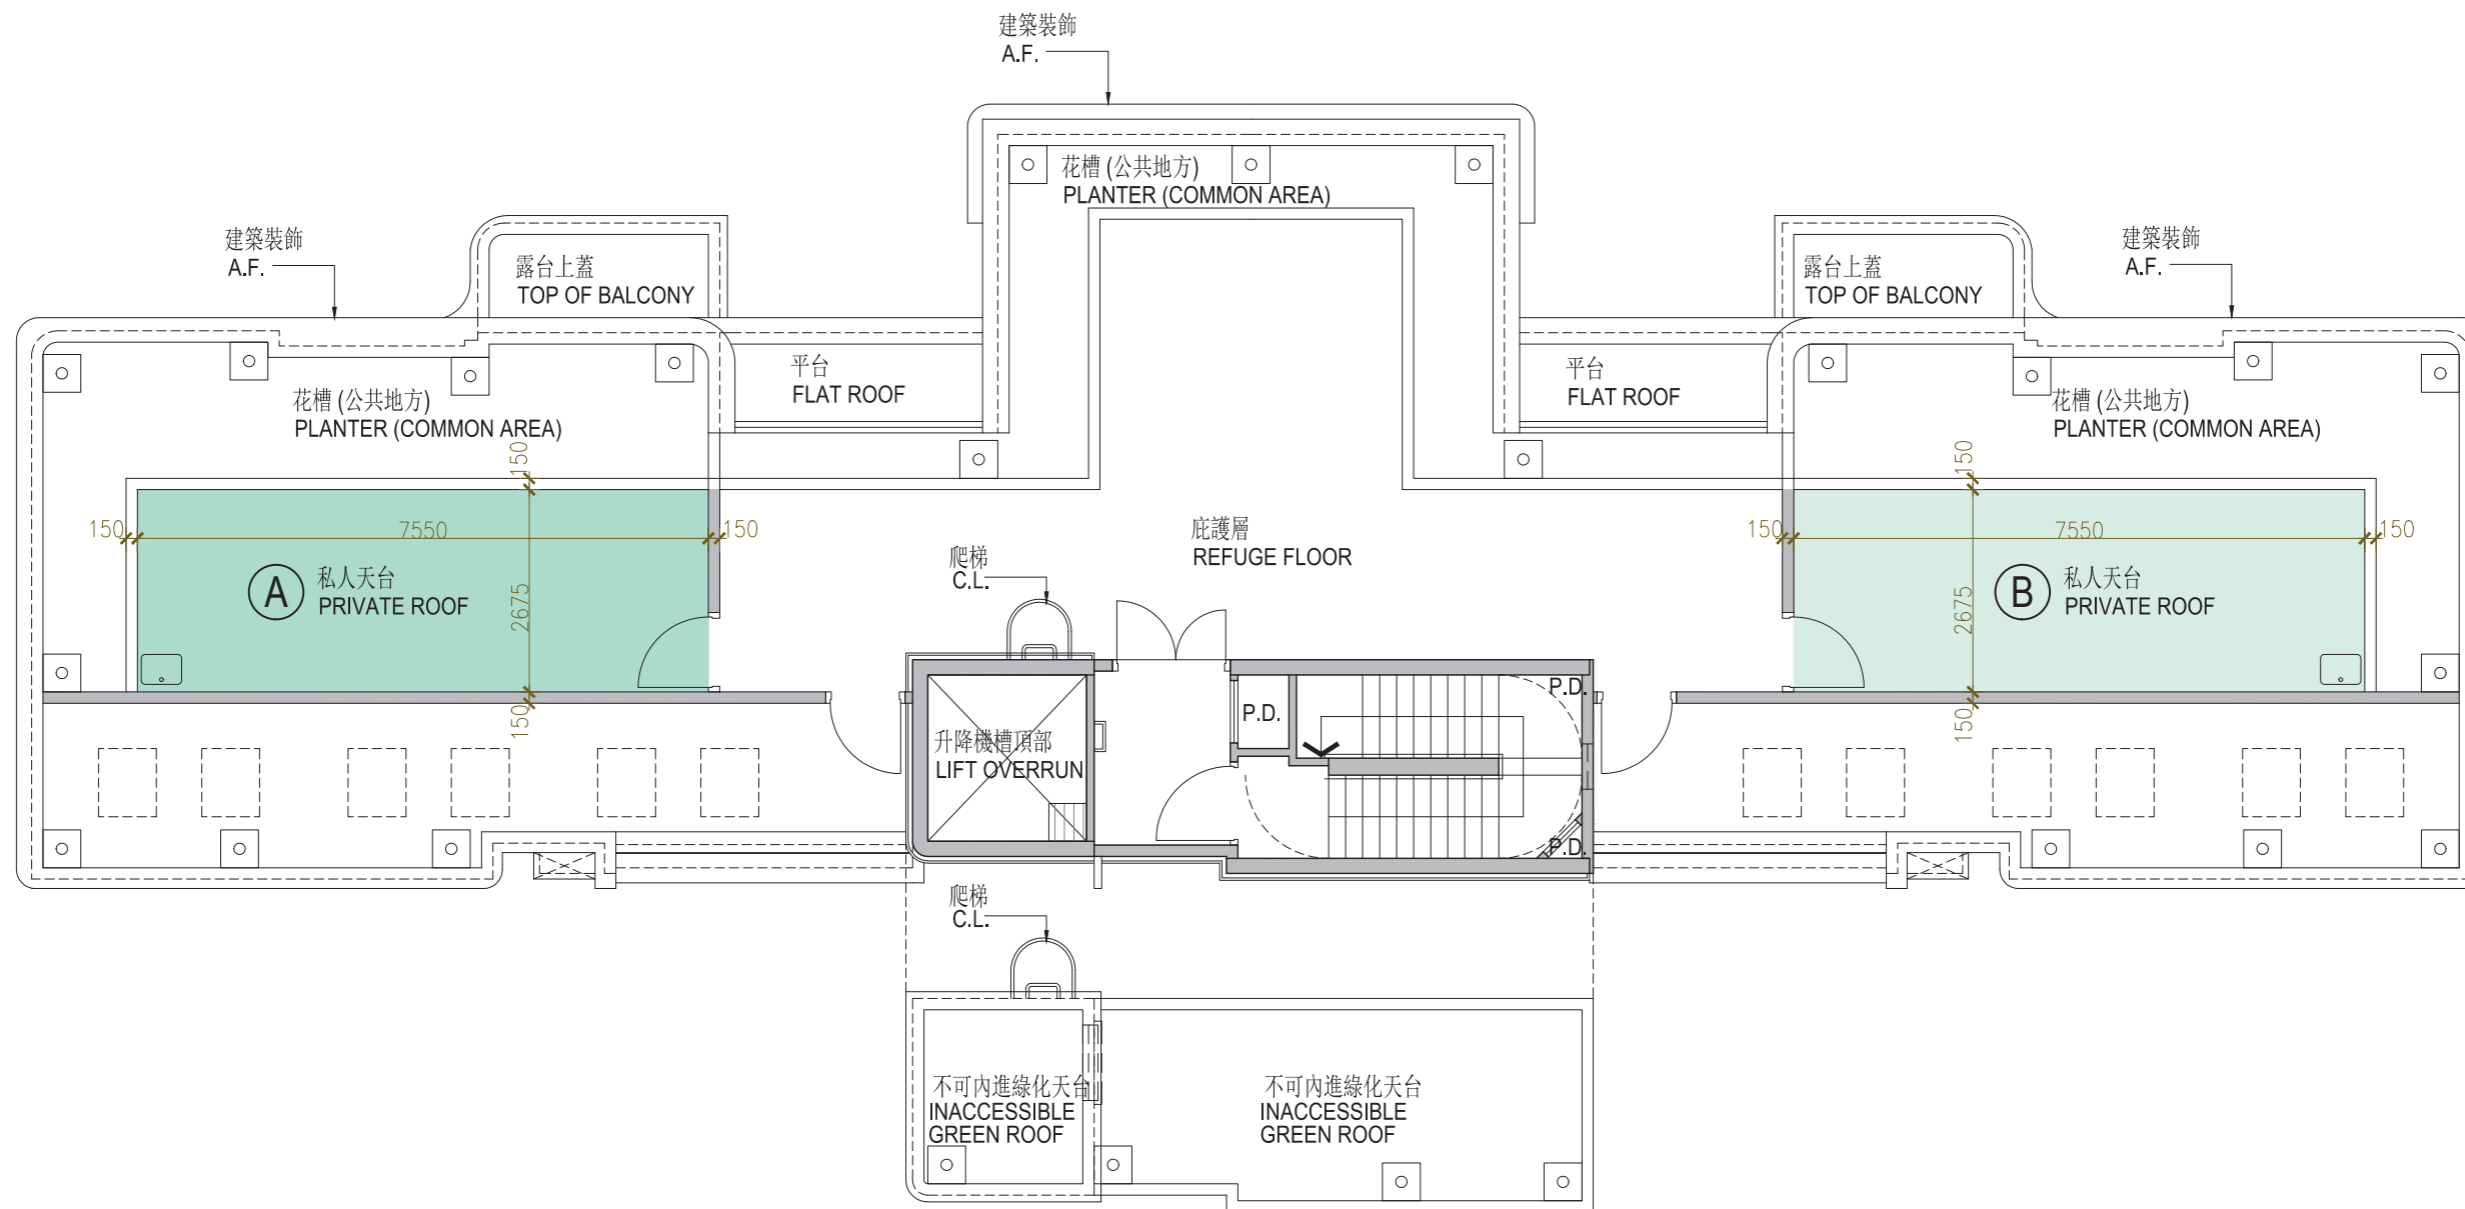 建築裝飾
A.F.
花槽 (公共地方)
PLANTER (COMMON AREA)
建築裝飾
A.F.
露台上蓋
TOP OF BALCONY
露台上蓋
TOP OF BALCONY
建築裝飾
A.F.
平台
FLAT ROOF
平台
FLAT ROOF
花槽 (公共地方)
PLANTER (COMMON AREA)
花槽 (公共地方)
PLANTER (COMMON AREA)
150
150
150
7550
150
150
7550
150
庇護層
REFUGE FLOOR
爬梯
C.L.
A
私人天台
PRIVATE ROOF
2675
B
私人天台
PRIVATE ROOF
2675
150
150
P.D.
P.D.
升降機槽頂部
LIFT OVERRUN
P.D.
爬梯
C.L.
不可內進綠化天台
INACCESSIBLE
GREEN ROOF
不可內進綠化天台
INACCESSIBLE
GREEN ROOF